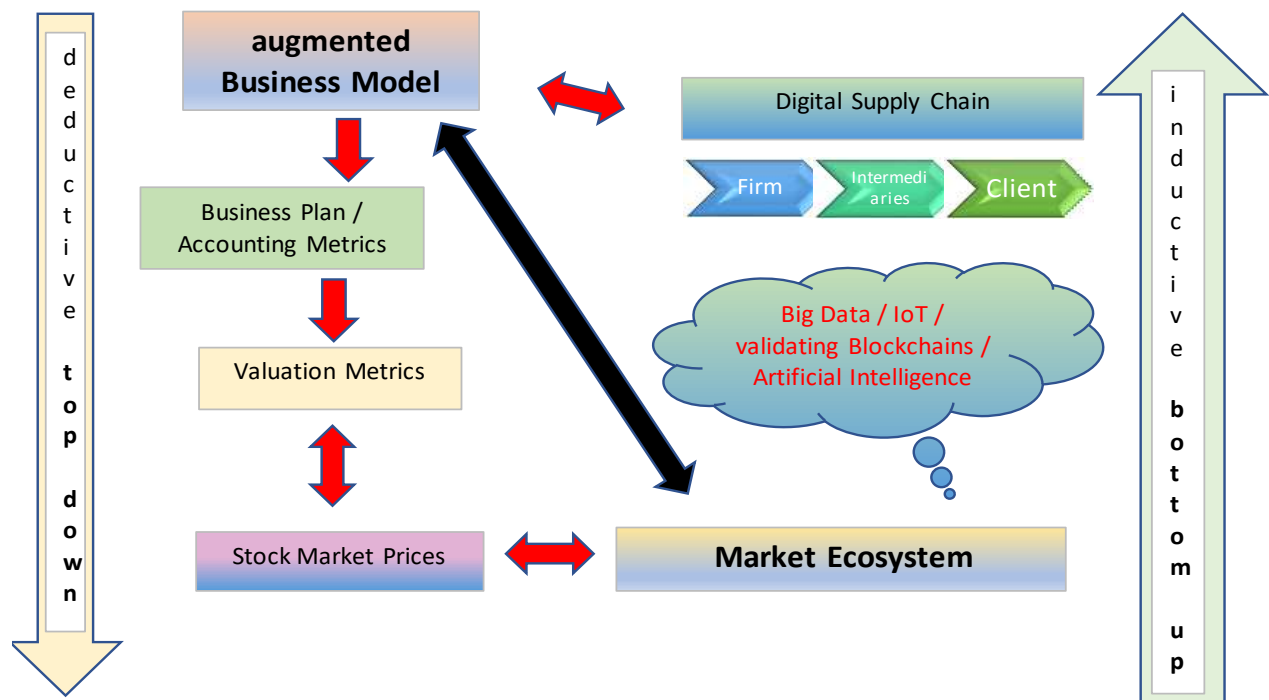 deductive top down
augmented
Business Model
Digital Supply Chain
Firm
Intermedi
aries
Client
Business Plan /
Accounting Metrics
Big Data / IoT /
validating Blockchains /
Artificial Intelligence
Valuation Metrics
Stock Market Prices
Market Ecosystem
inductive bottom up